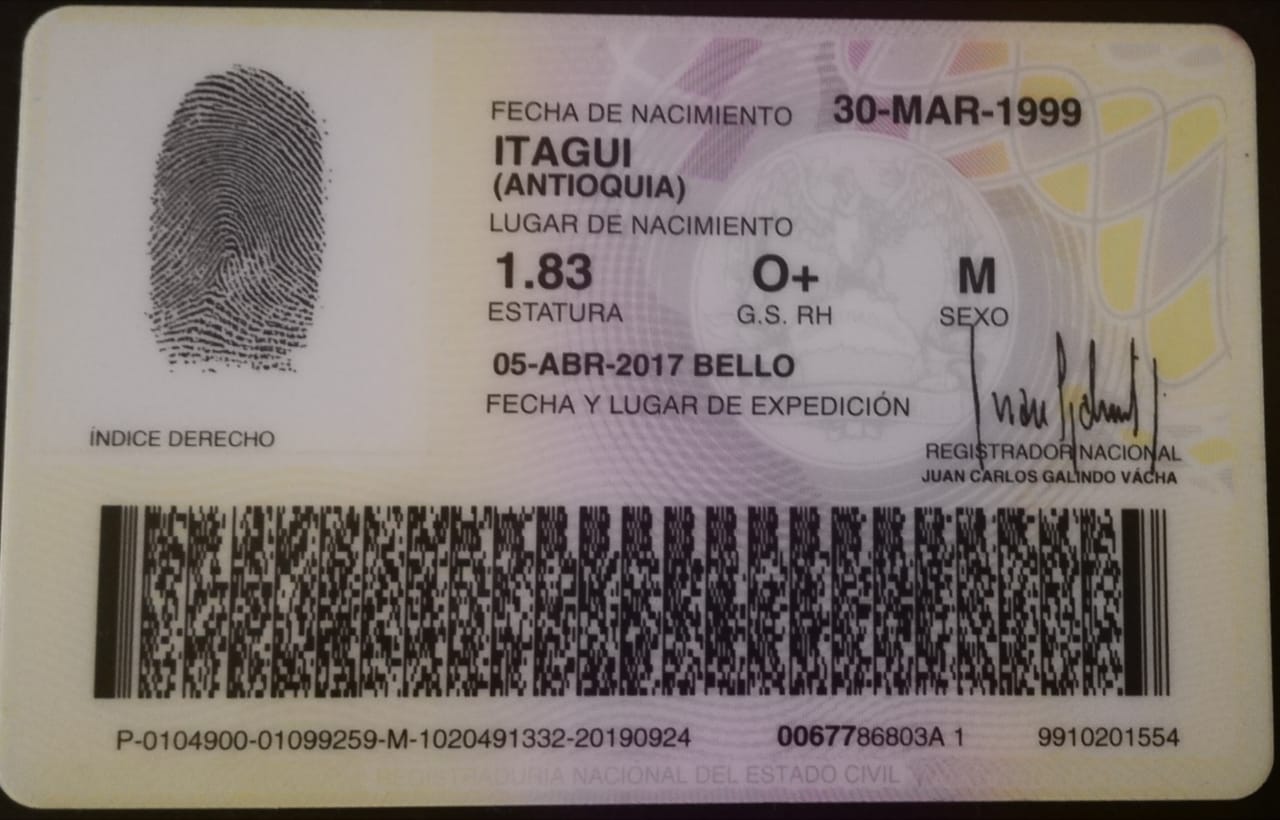 FECHA DE NACIMIENTO 30-MAR-1999
ITAGUI
(ANTIOQUIA)
LUGAR DE NACIMIENTO
1.83 O+ M
ESTATURA G.S. RH SEXO
05-ABR-2017 BELLO
FECHA Y LUGAR DE EXPEDICIÓN
ÍNDICE DERECHO
REGISTRADOR NACIONAL
JUAN CARLOS GALINDO VÁCHA
P-0104900-01099259-M-1020491332-20190924 0067786803A 1 9910201554
REGISTRADURIA NACIONAL DEL ESTADO CIVIL